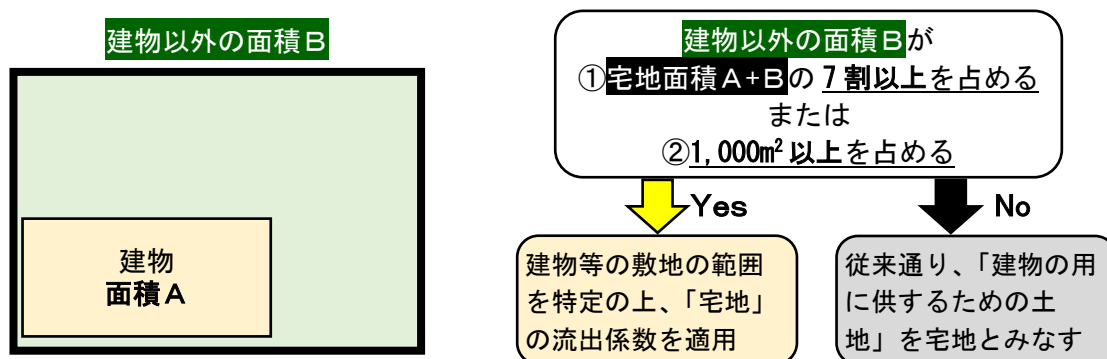 建物以外の面積B
建物
面積A
建物以外の面積Bが
①宅地面積A+Bの7割以上を占める
または
②1,000m²以上を占める
Yes
No
建物等の敷地の範囲
を特定の上、「宅地」
の流出係数を適用
従来通り、「建物の用
に供するための土
地」を宅地とみなす